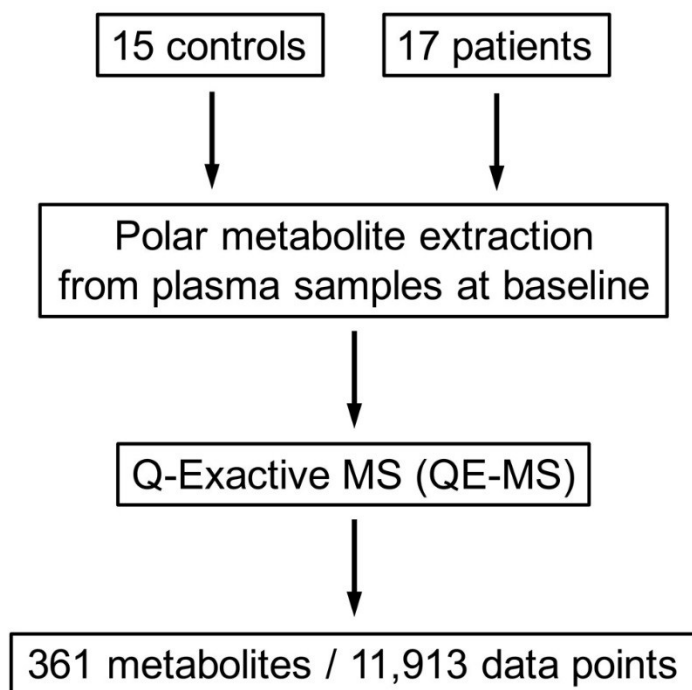 15 controls
17 patients
Polar metabolite extraction
from plasma samples at baseline
Q-Exactive MS (QE-MS)
361 metabolites / 11,913 data points